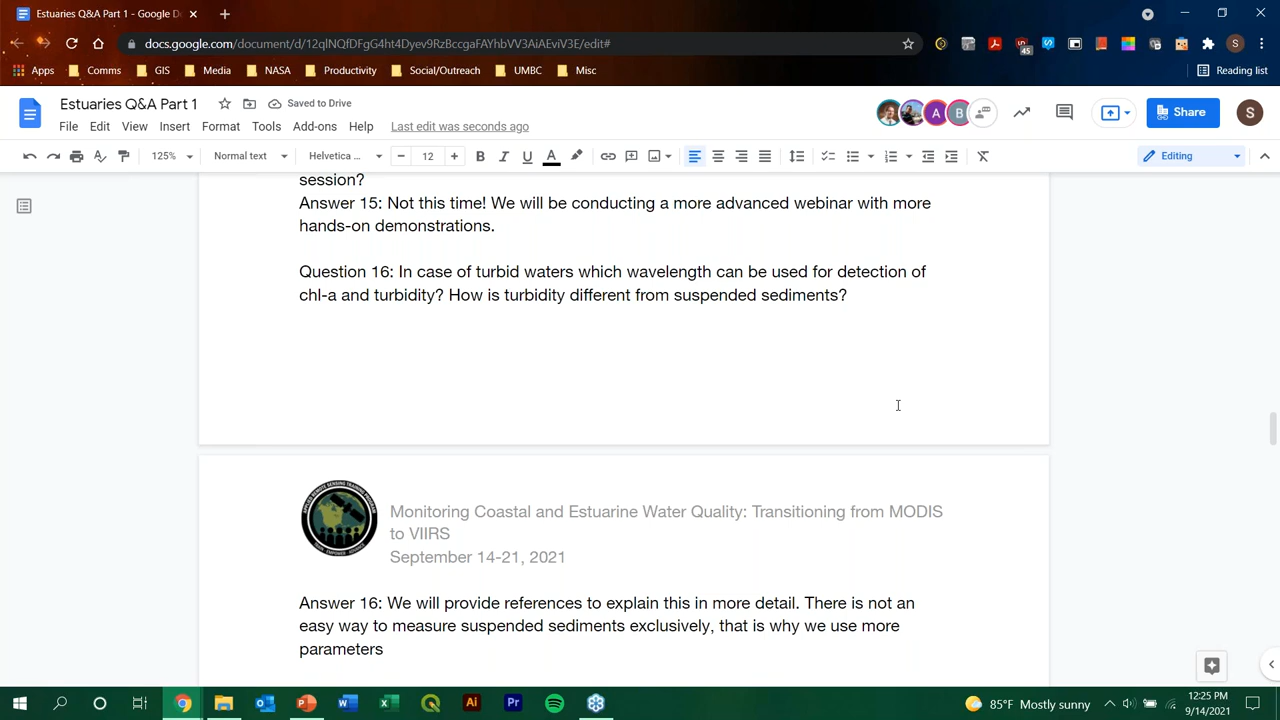 Estuaries Q&A Part 1 - Google D
docs.google.com/document/d/12qlNQfDFgG4ht4Dyev9RzBccgaFAYhbVV3AiAEviV3E/edit#
45
S
Apps
Comms
GIS
Media
NASA
Productivity
Social/Outreach
UMBC
Misc
Reading list
Estuaries Q&A Part 1
Saved to Drive
A
B
Share
S
File Edit View Insert Format Tools Add-ons Help Last edit was seconds ago
125% Normal text Helvetica ... 12 B I U A Editing
session?
Answer 15: Not this time! We will be conducting a more advanced webinar with more
hands-on demonstrations.
Question 16: In case of turbid waters which wavelength can be used for detection of
chl-a and turbidity? How is turbidity different from suspended sediments?
Monitoring Coastal and Estuarine Water Quality: Transitioning from MODIS
to VIIRS
September 14-21, 2021
Answer 16: We will provide references to explain this in more detail. There is not an
easy way to measure suspended sediments exclusively, that is why we use more
parameters
85°F Mostly sunny
12:25 PM
9/14/2021